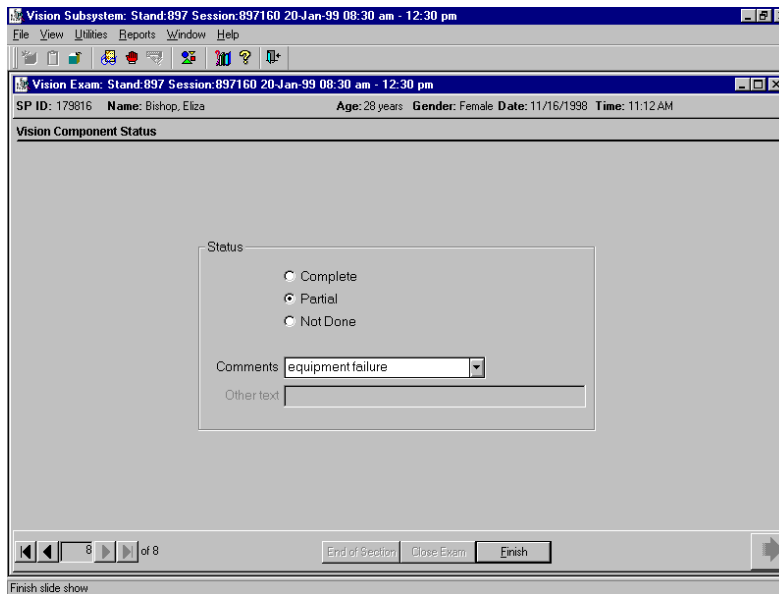 Vision Subsystem: Stand:897 Session:897160 20-Jan-99 08:30 am - 12:30 pm
File View Utilities Reports Window Help
Vision Exam: Stand:897 Session:897160 20-Jan-99 08:30 am - 12:30 pm
SP ID: 179816 Name: Bishop, Eliza Age: 28 years Gender: Female Date: 11/16/1998 Time: 11:12 AM
Vision Component Status
Status
Complete
Partial
Not Done
Comments equipment failure
Other text
8 of 8 End of Section Close Exam Finish
Finish slide show